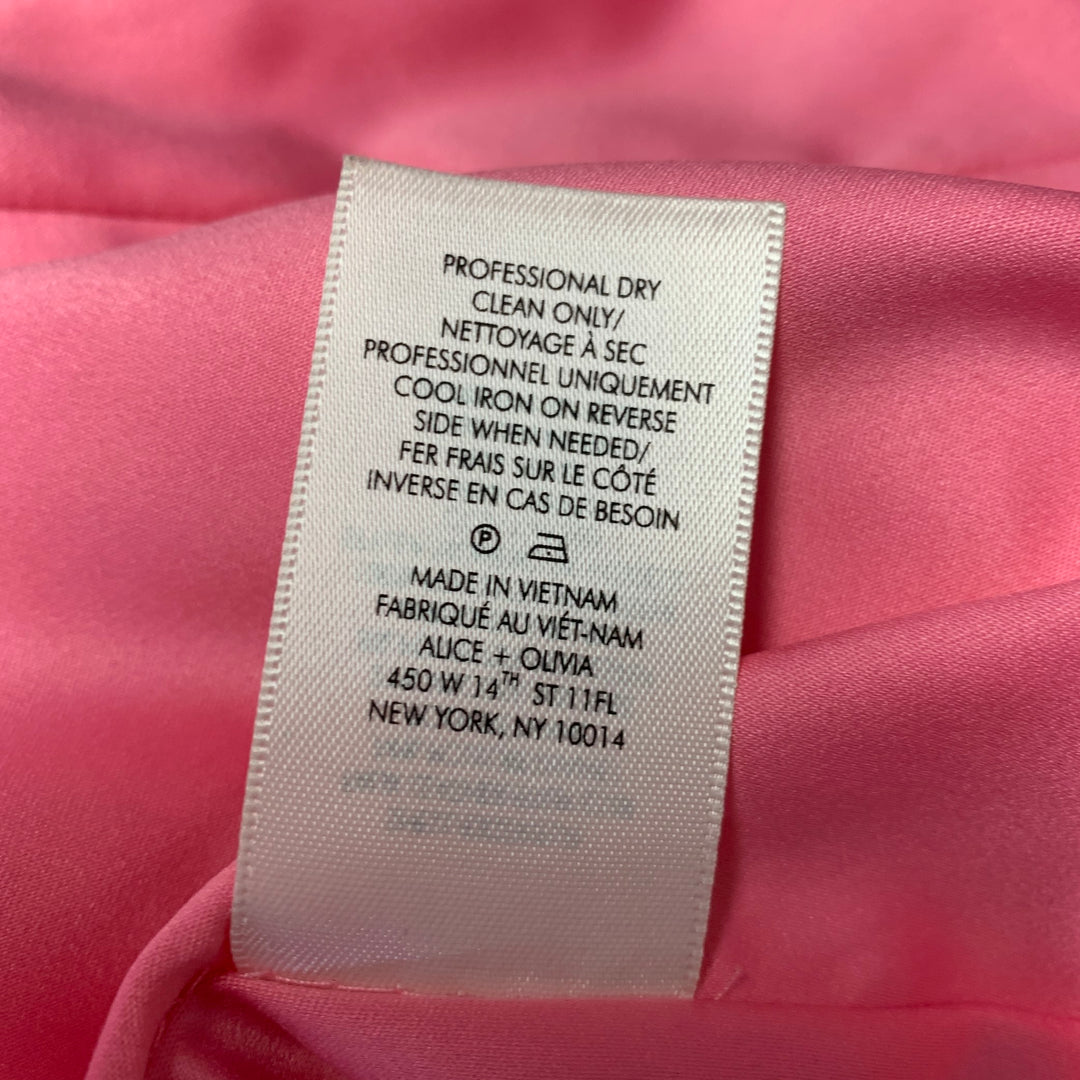 PROFESSIONAL DRY
CLEAN ONLY/
NETTOYAGE À SEC
PROFESSIONNEL UNIQUEMENT
COOL IRON ON REVERSE
SIDE WHEN NEEDED/
FER FRAIS SUR LE CÔTÉ
INVERSE EN CAS DE BESOIN
P
MADE IN VIETNAM
FABRIQUÉ AU VIÉT-NAM
ALICE + OLIVIA
450 W 14TH ST 11FL
NEW YORK, NY 10014